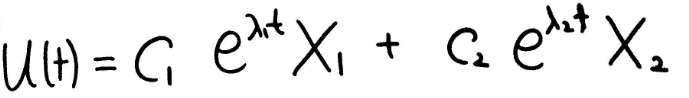 u(t) = C₁ e^{λ₁t} X₁ + C₂ e^{λ₂t} X₂